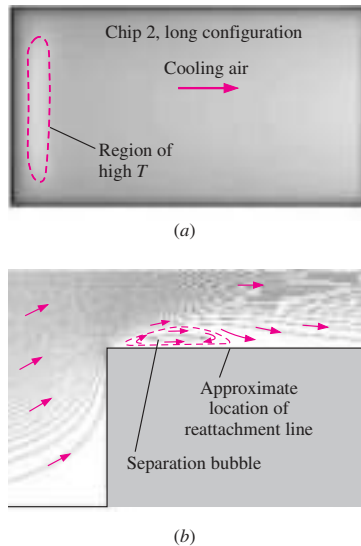 Chip 2, long configuration
Cooling air
Region of
high T
(a)
Approximate
location of
reattachment line
Separation bubble
(b)